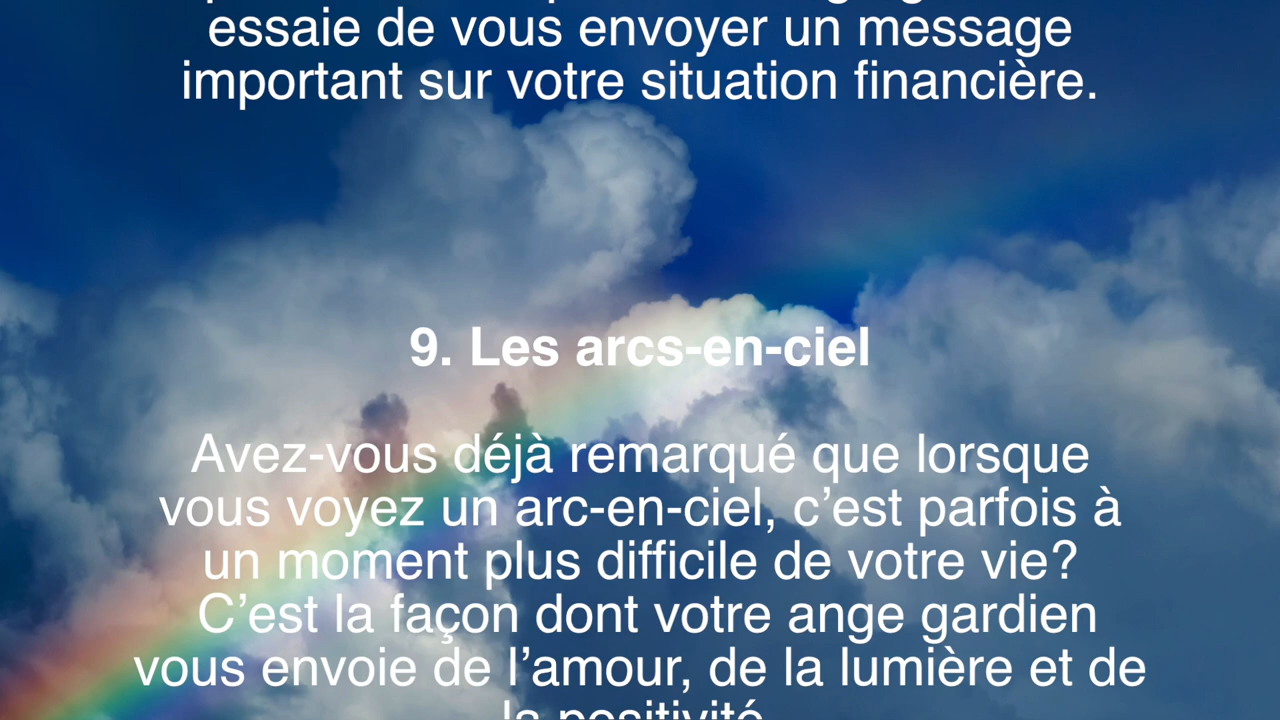 essaie de vous envoyer un message
important sur votre situation financière.
9. Les arcs-en-ciel
Avez-vous déjà remarqué que lorsque
vous voyez un arc-en-ciel, c’est parfois à
un moment plus difficile de votre vie?
C’est la façon dont votre ange gardien
vous envoie de l’amour, de la lumière et de
la positivité